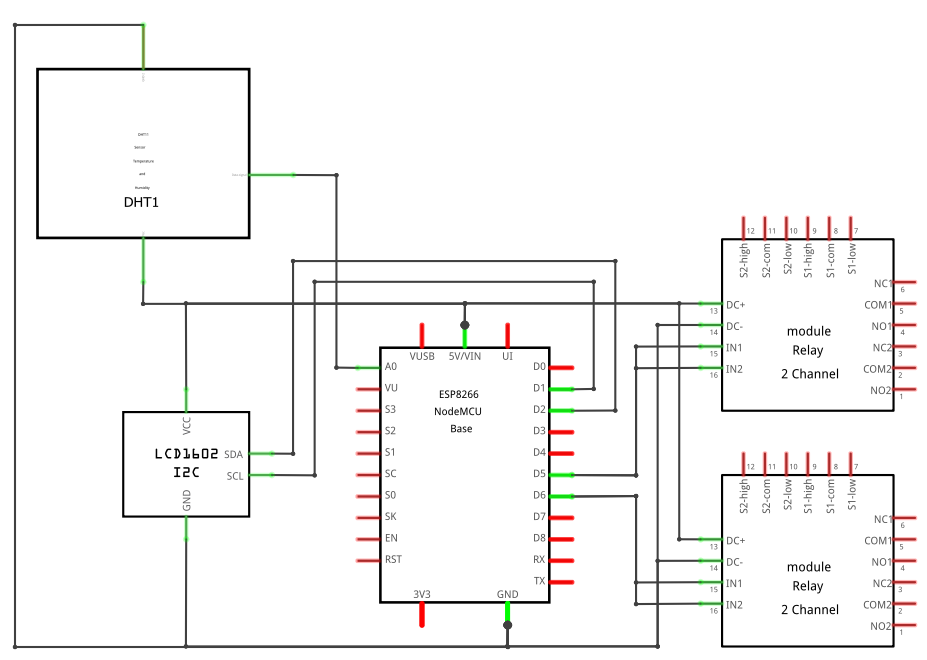 DHT1
Sensor
Temperature
and
Humidity
DHT1
12
11
10
9
8
7
S2-high
S2-com
S2-low
S1-high
S1-com
S1-low
NC1
6
DC+
13
COM1
5
DC-
14
NO1
4
IN1
15
NC2
3
IN2
16
COM2
2
NO2
1
module
Relay
2 Channel
VUSB
5V/VIN
UI
A0
D0
VU
D1
S3
D2
S2
D3
S1
D4
SC
D5
S0
D6
SK
D7
EN
D8
RST
RX
TX
3V3
GND
ESP8266
NodeMCU
Base
VCC
LCD1602
I2C
SDA
SCL
GND
12
11
10
9
8
7
S2-high
S2-com
S2-low
S1-high
S1-com
S1-low
NC1
6
DC+
13
COM1
5
DC-
14
NO1
4
IN1
15
NC2
3
IN2
16
COM2
2
NO2
1
module
Relay
2 Channel